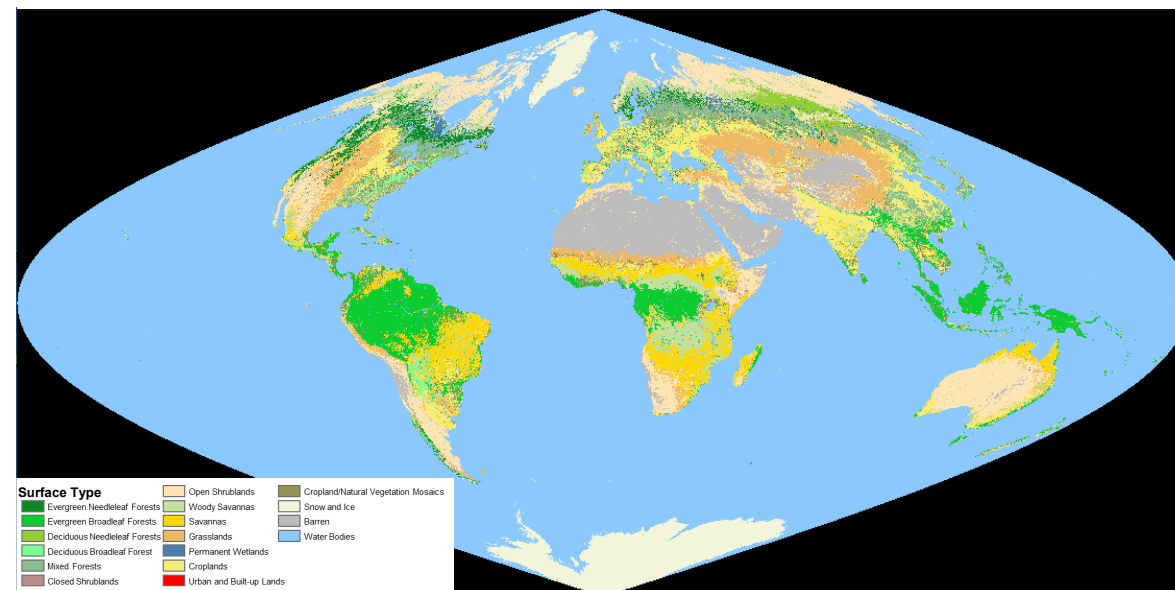 Surface Type
Evergreen Needleleaf Forests
Evergreen Broadleaf Forests
Deciduous Needleleaf Forests
Deciduous Broadleaf Forest
Mixed Forests
Closed Shrublands
Open Shrublands
Woody Savannas
Savannas
Grasslands
Permanent Wetlands
Croplands
Urban and Built-up Lands
Cropland/Natural Vegetation Mosaics
Snow and Ice
Barren
Water Bodies